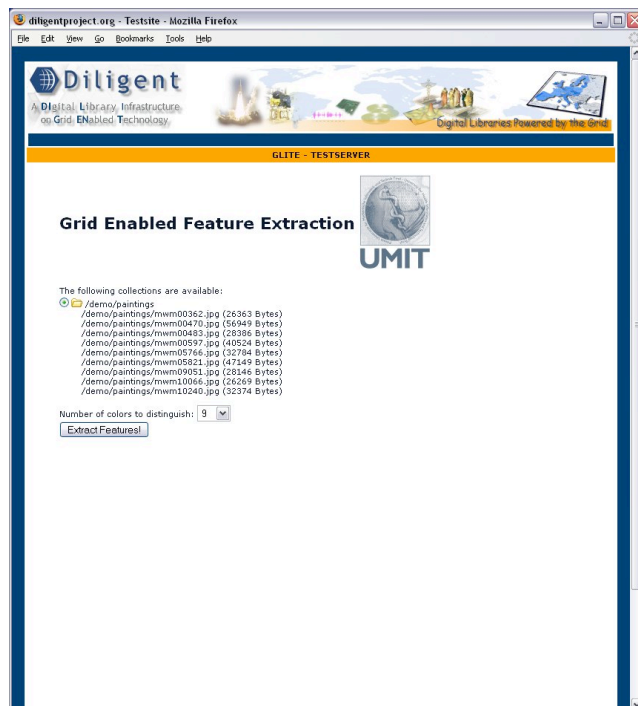 diligentproject.org - Testsite - Mozilla Firefox
File Edit View Go Bookmarks Tools Help
Diligent
A DIgital Library Infrastructure
on Grid ENabled Technology
Digital Libraries Powered by the Grid
GLITE - TESTSERVER
Grid Enabled Feature Extraction
UMIT
The following collections are available:
/demo/paintings
/demo/paintings/mwm00362.jpg (26363 Bytes)
/demo/paintings/mwm00470.jpg (56949 Bytes)
/demo/paintings/mwm00483.jpg (28386 Bytes)
/demo/paintings/mwm00597.jpg (40524 Bytes)
/demo/paintings/mwm05766.jpg (32784 Bytes)
/demo/paintings/mwm05821.jpg (47149 Bytes)
/demo/paintings/mwm09051.jpg (28146 Bytes)
/demo/paintings/mwm10066.jpg (26269 Bytes)
/demo/paintings/mwm10240.jpg (32374 Bytes)
Number of colors to distinguish: 9
Extract Features!